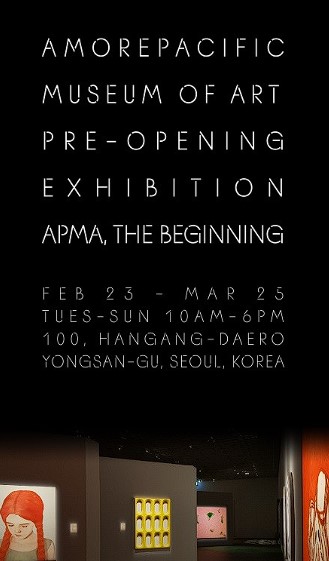 AMOREPACIFIC
MUSEUM OF ART
PRE-OPENING
EXHIBITION
APMA, THE BEGINNING
FEB 23 - MAR 25
TUES-SUN 10AM-6PM
100, HANGANG-DAERO
YONGSAN-GU, SEOUL, KOREA